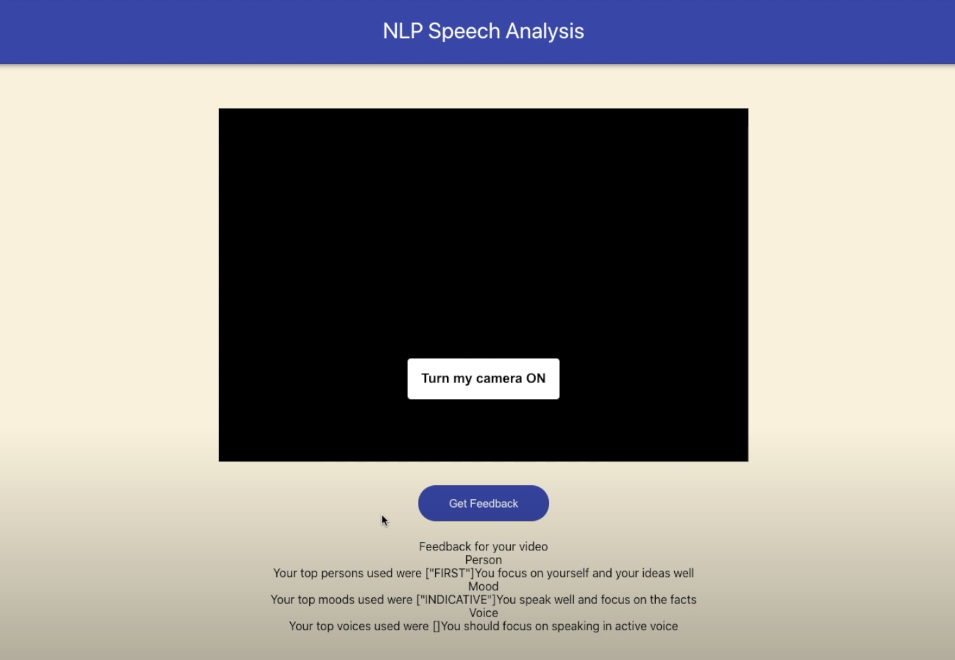 NLP Speech Analysis
Turn my camera ON
Get Feedback
Feedback for your video
Person
Your top persons used were ["FIRST"]You focus on yourself and your ideas well
Mood
Your top moods used were ["INDICATIVE"]You speak well and focus on the facts
Voice
Your top voices used were []You should focus on speaking in active voice